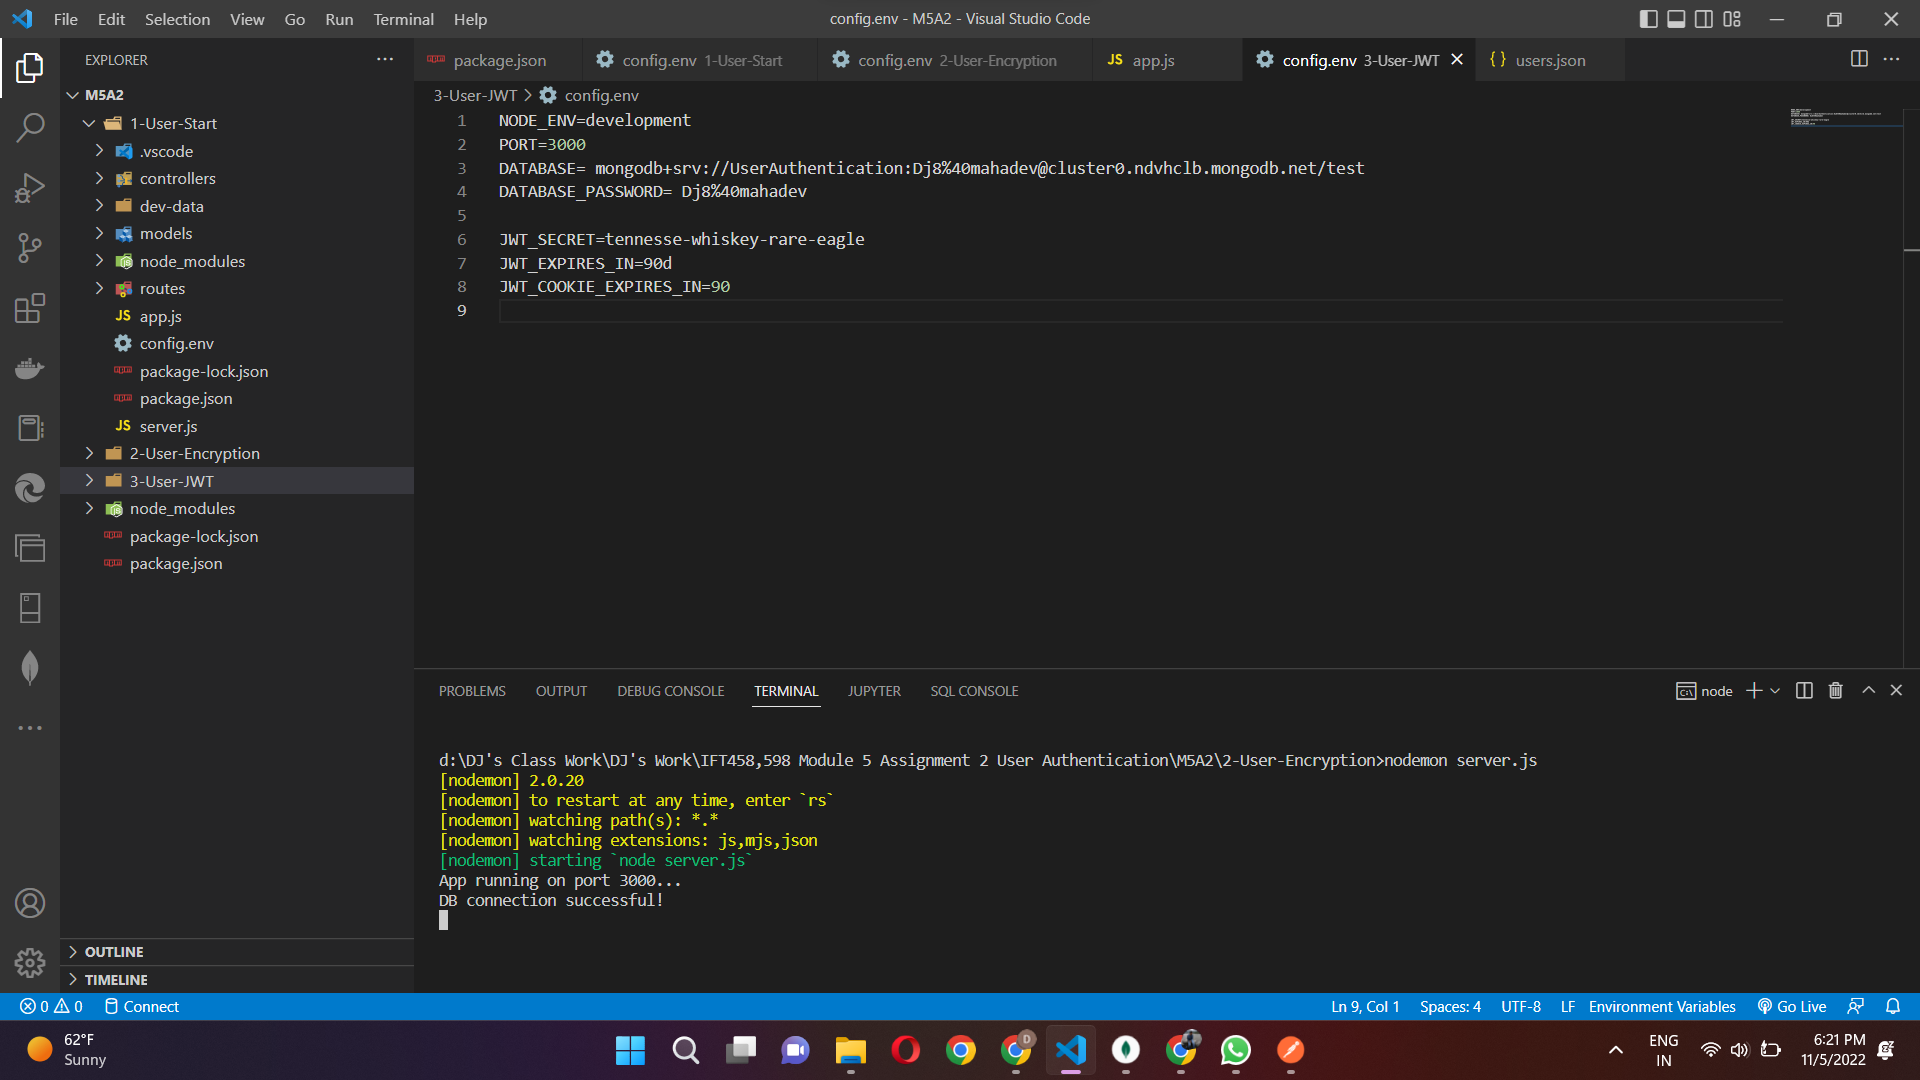 File Edit Selection View Go Run Terminal Help
config.env - M5A2 - Visual Studio Code
EXPLORER
M5A2
1-User-Start
.vscode
controllers
dev-data
models
node_modules
routes
JS app.js
config.env
package-lock.json
package.json
JS server.js
2-User-Encryption
3-User-JWT
node_modules
package-lock.json
package.json
OUTLINE
TIMELINE
package.json
config.env 1-User-Start
config.env 2-User-Encryption
JS app.js
config.env 3-User-JWT
{} users.json
3-User-JWT > config.env
1 NODE_ENV=development
2 PORT=3000
3 DATABASE= mongodb+srv://UserAuthentication:Dj8%40mahadev@cluster0.ndvhclb.mongodb.net/test
4 DATABASE_PASSWORD= Dj8%40mahadev
5
6 JWT_SECRET=tennesse-whiskey-rare-eagle
7 JWT_EXPIRES_IN=90d
8 JWT_COOKIE_EXPIRES_IN=90
9
PROBLEMS OUTPUT DEBUG CONSOLE TERMINAL JUPYTER SQL CONSOLE
node
d:\DJ's Class Work\DJ's Work\IFT458,598 Module 5 Assignment 2 User Authentication\M5A2\2-User-Encryption>nodemon server.js
[nodemon] 2.0.20
[nodemon] to restart at any time, enter `rs`
[nodemon] watching path(s): *.*
[nodemon] watching extensions: js,mjs,json
[nodemon] starting `node server.js`
App running on port 3000...
DB connection successful!
0 0 Connect
Ln 9, Col 1 Spaces: 4 UTF-8 LF Environment Variables Go Live
62°F
Sunny
D
ENG
IN
6:21 PM
11/5/2022